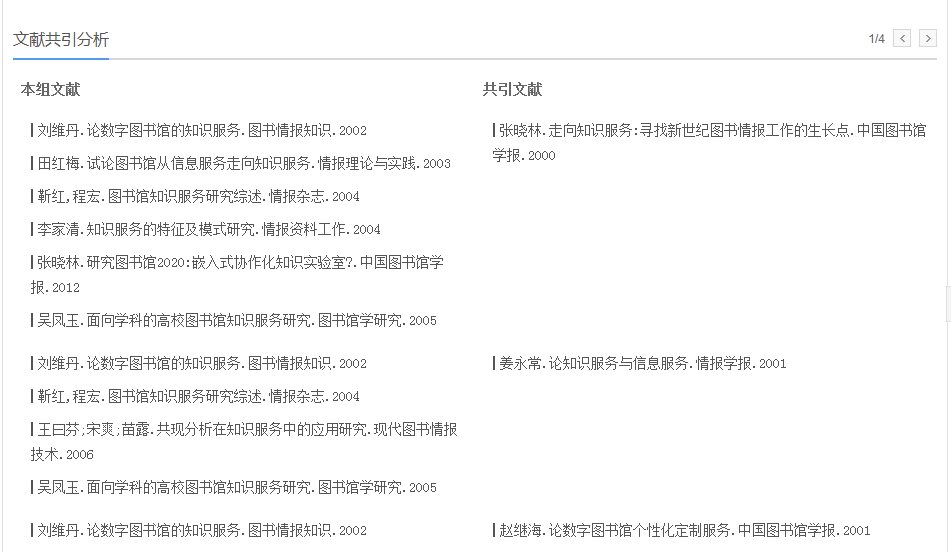 文献共引分析
1/4
本组文献
共引文献
刘维丹.论数字图书馆的知识服务.图书情报知识.2002
田红梅.试论图书馆从信息服务走向知识服务.情报理论与实践.2003
靳红,程宏.图书馆知识服务研究综述.情报杂志.2004
李家清.知识服务的特征及模式研究.情报资料工作.2004
张晓林.研究图书馆2020:嵌入式协作化知识实验室?.中国图书馆学
报.2012
吴凤玉.面向学科的高校图书馆知识服务研究.图书馆学研究.2005
张晓林.走向知识服务:寻找新世纪图书情报工作的生长点.中国图书馆
学报.2000
刘维丹.论数字图书馆的知识服务.图书情报知识.2002
靳红,程宏.图书馆知识服务研究综述.情报杂志.2004
王曰芬;宋爽;苗露.共现分析在知识服务中的应用研究.现代图书情报
技术.2006
吴凤玉.面向学科的高校图书馆知识服务研究.图书馆学研究.2005
姜永常.论知识服务与信息服务.情报学报.2001
刘维丹.论数字图书馆的知识服务.图书情报知识.2002
赵继海.论数字图书馆个性化定制服务.中国图书馆学报.2001